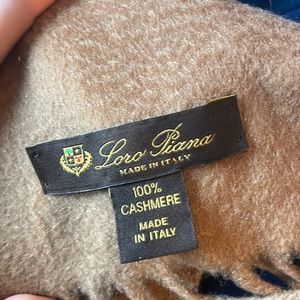 Loro Piana
MADE IN ITALY
100%
CASHMERE
MADE
IN ITALY